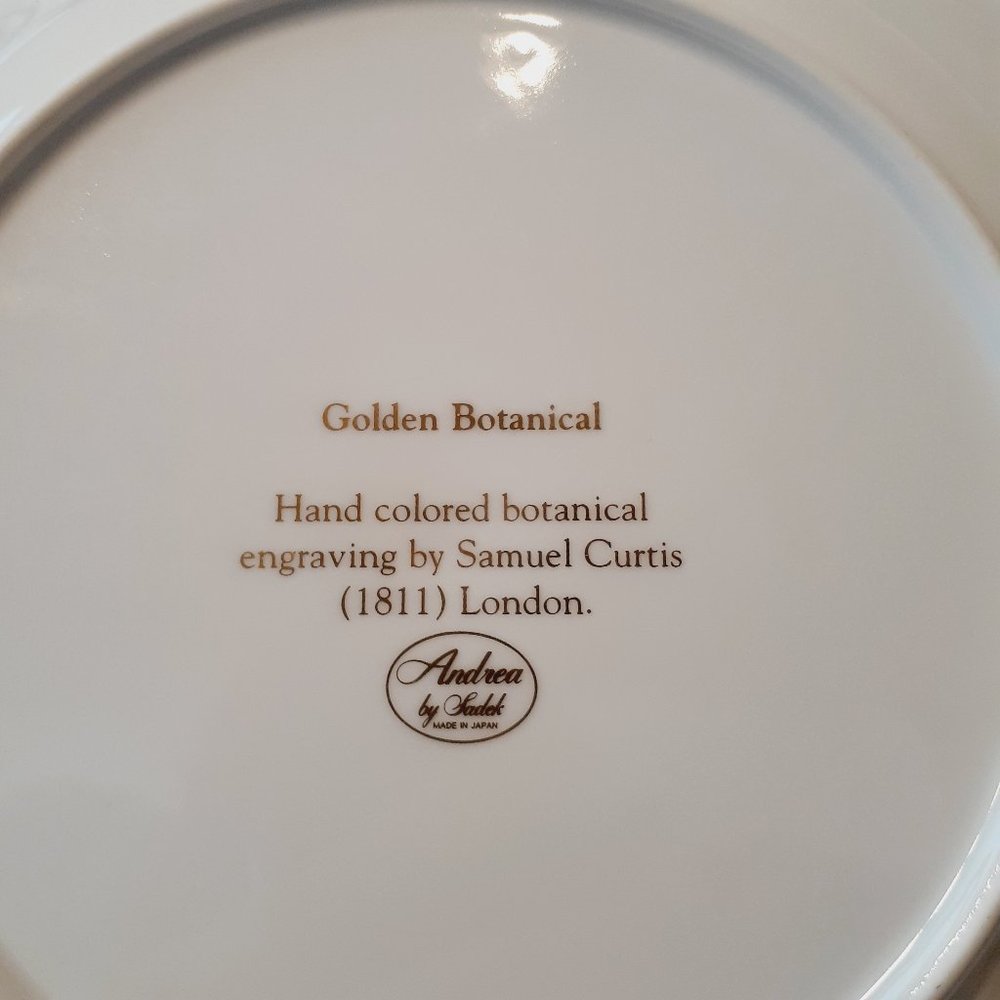 Golden Botanical
Hand colored botanical
engraving by Samuel Curtis
(1811) London.
Andrea
by Sadek
MADE IN JAPAN